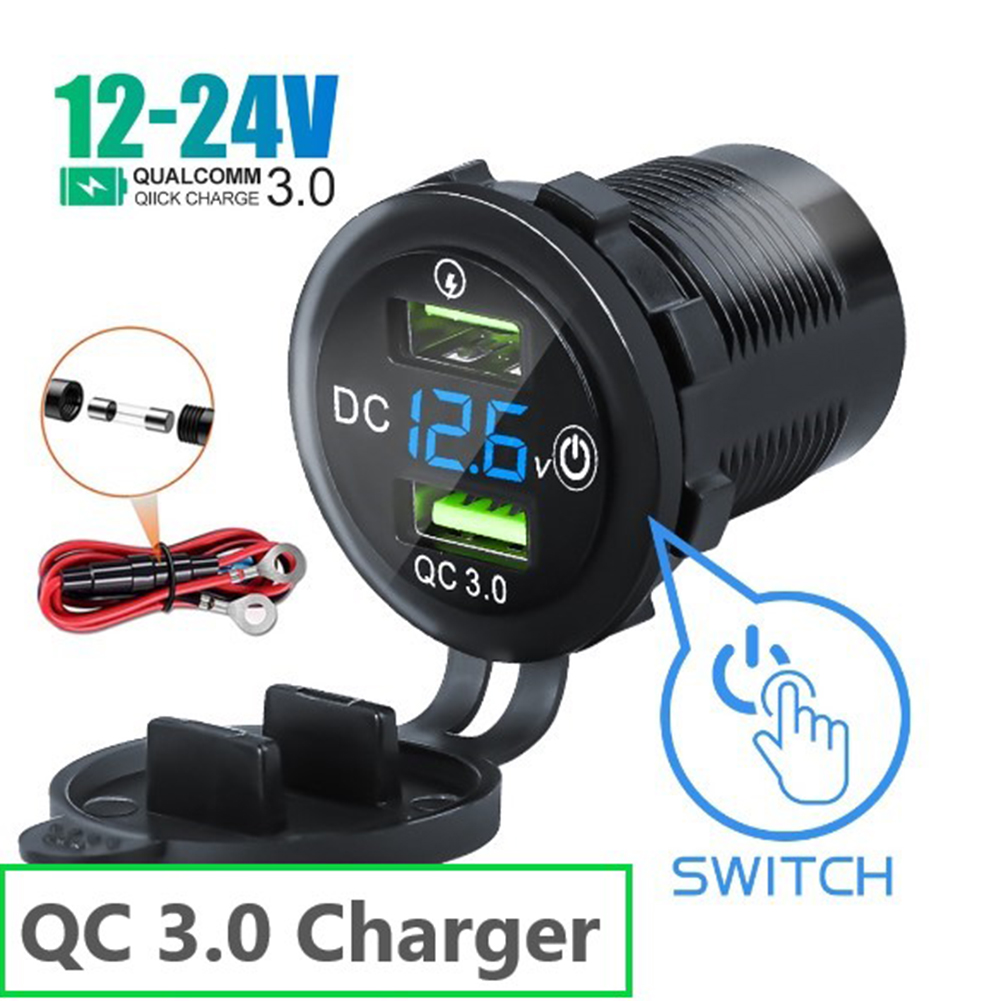 12-24V
QUALCOMM
QIICK CHARGE 3.0
DC 12.6 V
QC 3.0
SWITCH
QC 3.0 Charger